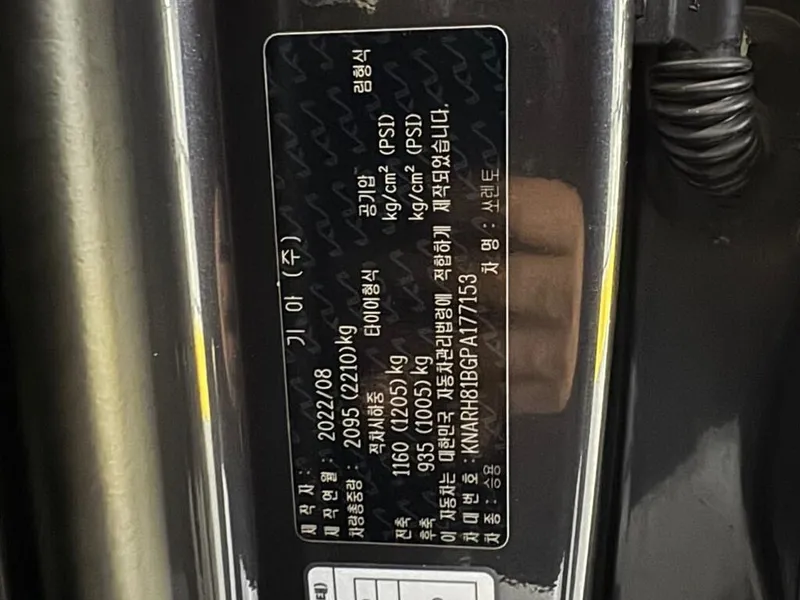 제 작 자 : 기 아 (주)
제 작 연 월 : 2022/08
차량총중량 : 2095 (2210)kg
적차시하중 타이어형식 공기압 림형식
전축 1160 (1205) kg kg/cm² (PSI)
후축 935 (1005) kg kg/cm² (PSI)
이 자동차는 대한민국 자동차관리법령에 적합하게 제작되었습니다.
차 대 번 호 : KNARH81BGPA177153
차 종 : 승용 차 명 : 쏘렌토